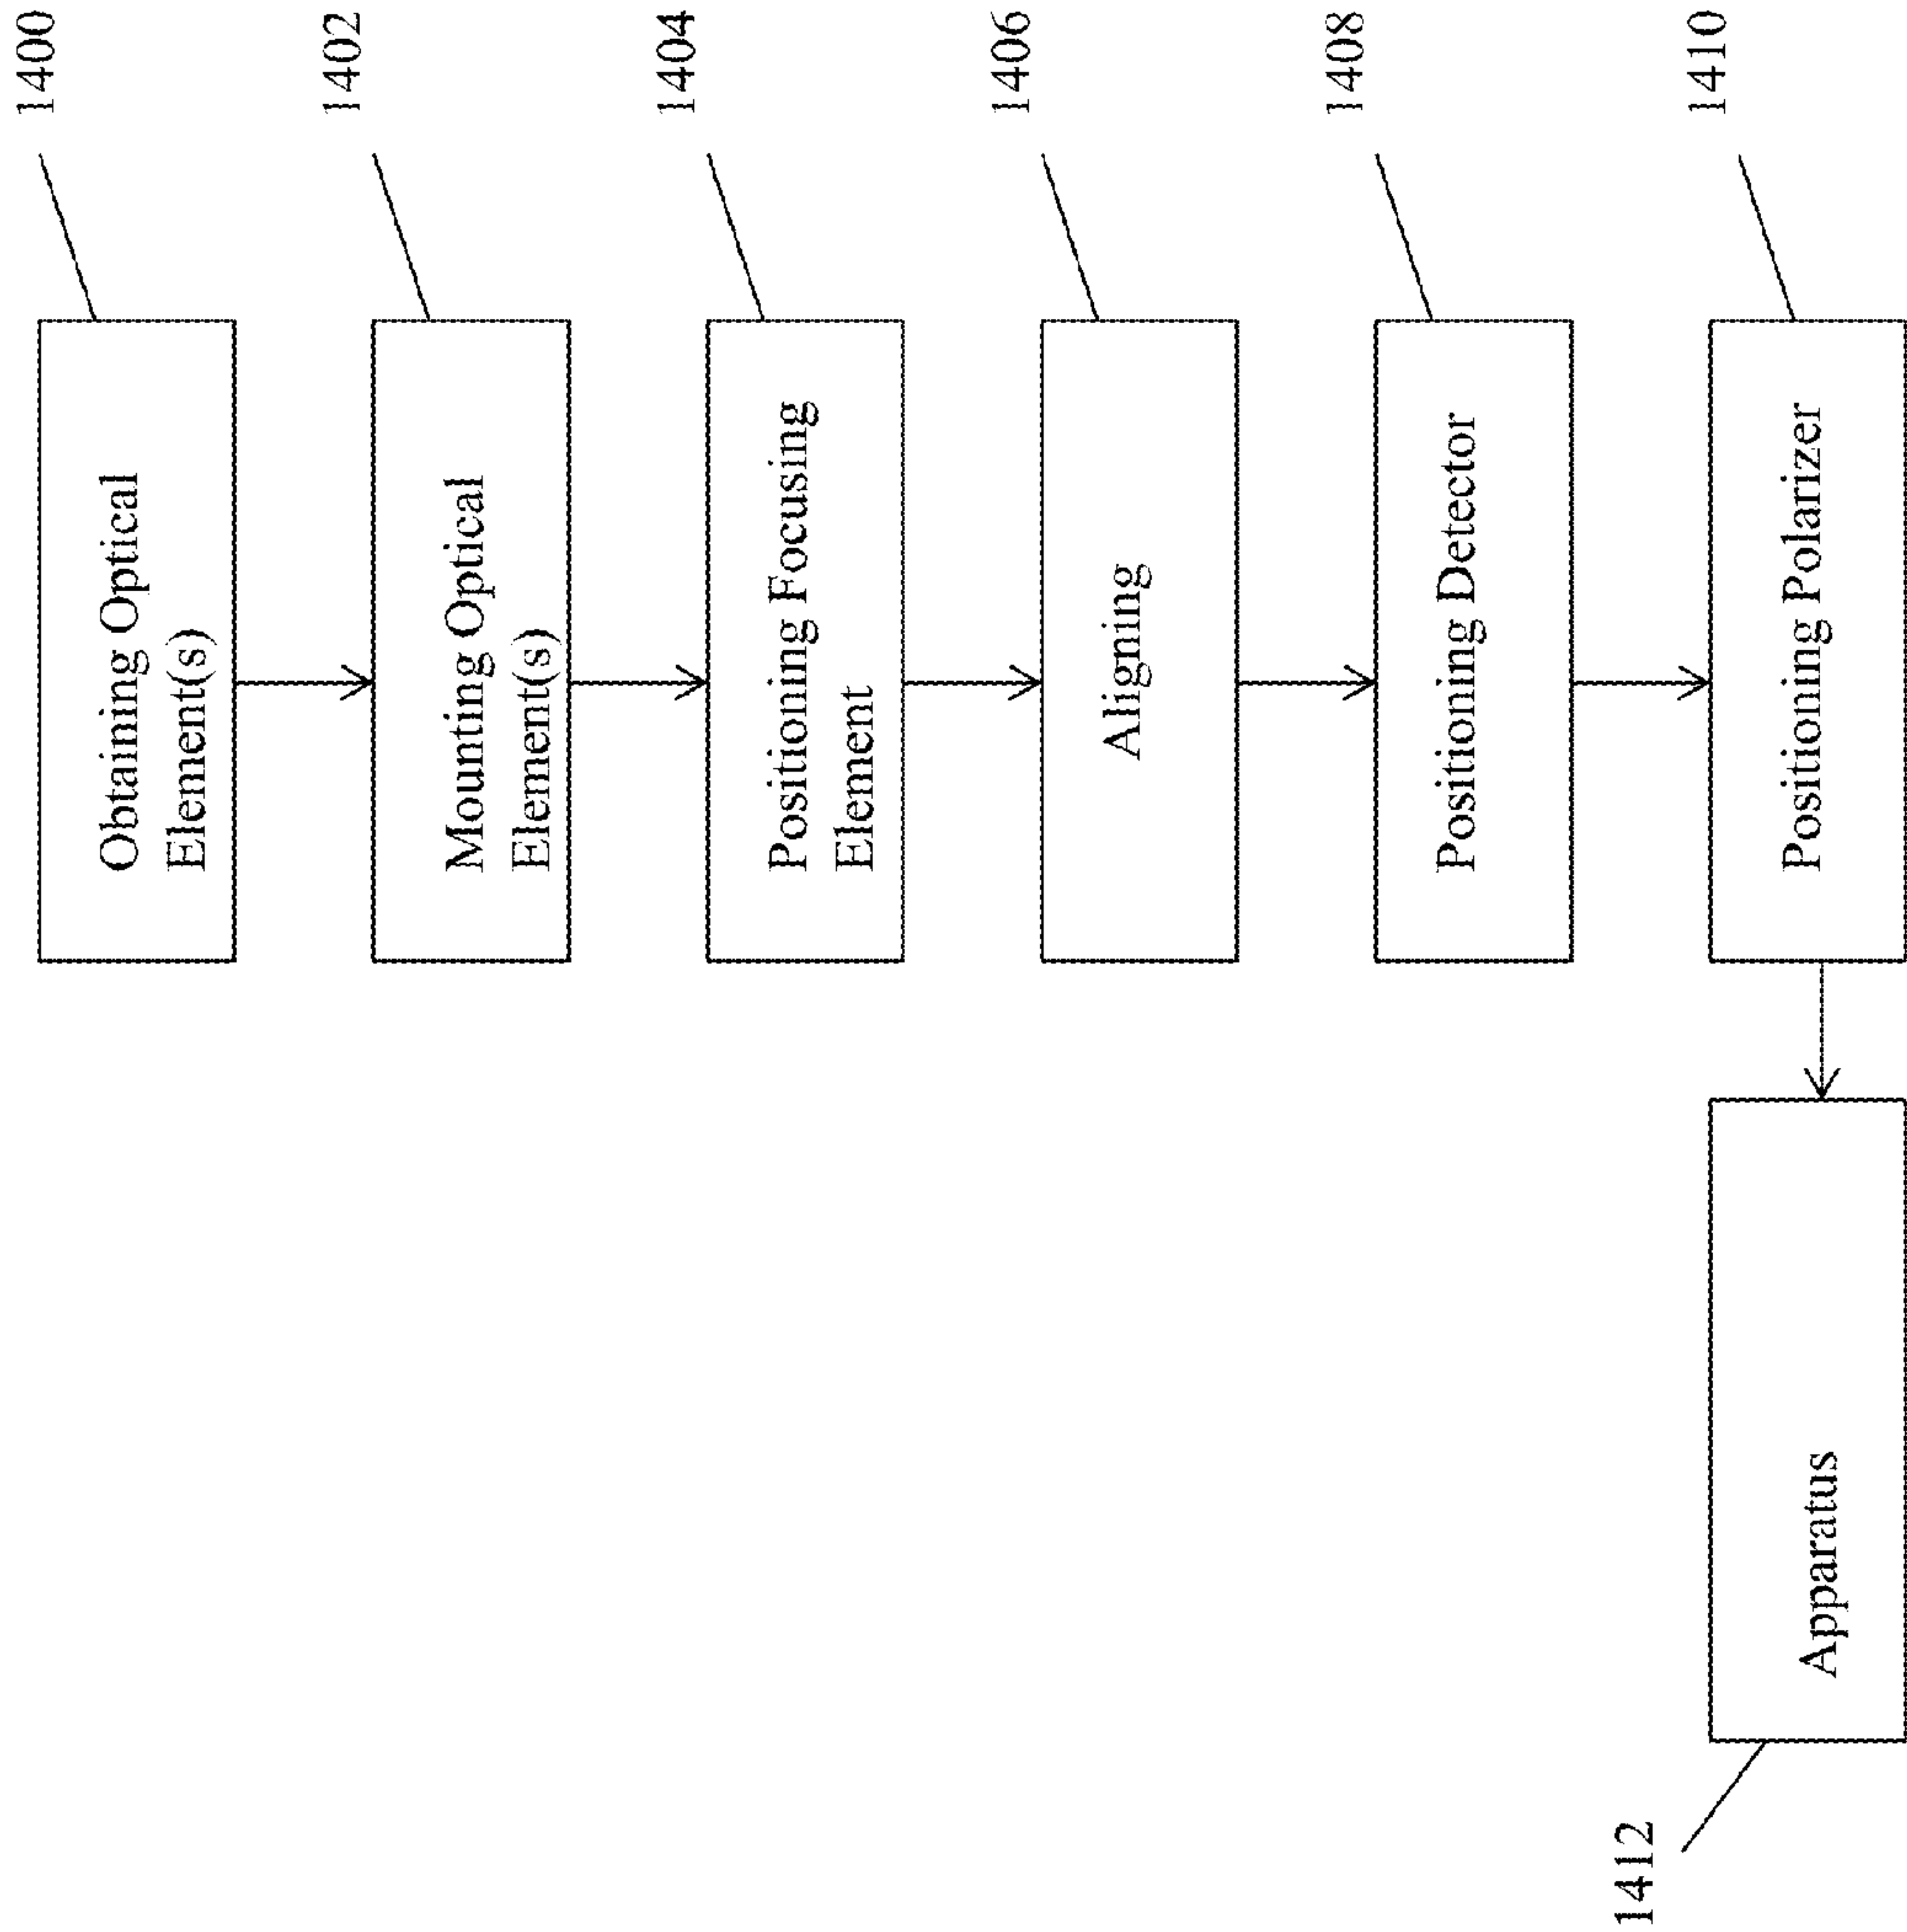 1400
Obtaining Optical
Element(s)
1402
Mounting Optical
Element(s)
1404
Positioning Focusing
Element
1406
Aligning
1408
Positioning Detector
1410
Positioning Polarizer
1412
Apparatus